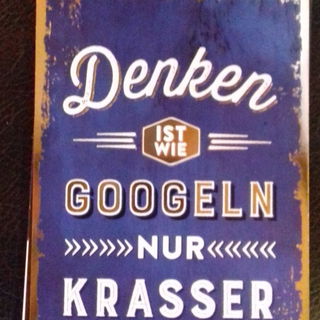 Denken
IST
WIE
GOOGELN
»»»»» NUR «««««
KRASSER